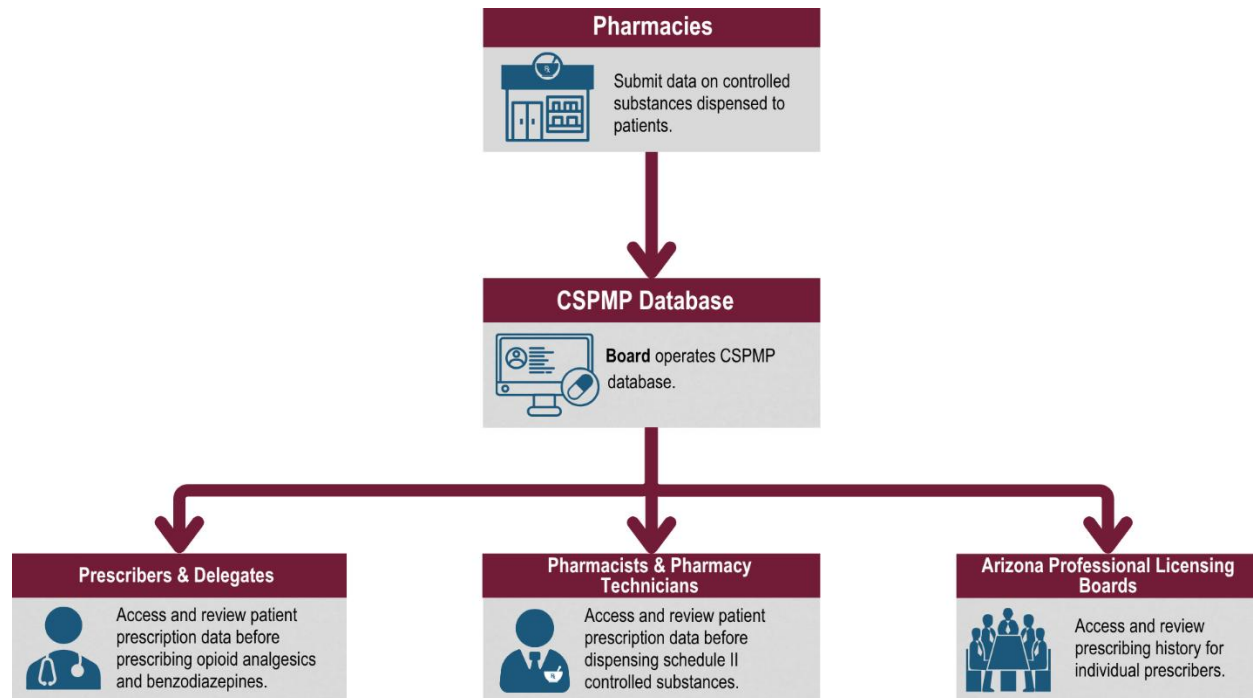 Pharmacies
Submit data on controlled
substances dispensed to
patients.
CSPMP Database
Board operates CSPMP
database.
Prescribers & Delegates
Access and review patient
prescription data before
prescribing opioid analgesics
and benzodiazepines.
Pharmacists & Pharmacy
Technicians
Access and review patient
prescription data before
dispensing schedule II
controlled substances.
Arizona Professional Licensing
Boards
Access and review
prescribing history for
individual prescribers.